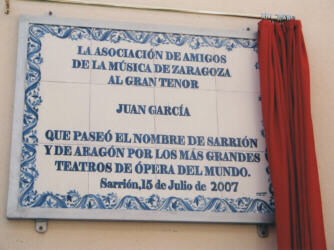 LA ASOCIACIÓN DE AMIGOS
DE LA MÚSICA DE ZARAGOZA
AL GRAN TENOR
JUAN GARCÍA
QUE PASEÓ EL NOMBRE DE SARRIÓN
Y DE ARAGÓN POR LOS MÁS GRANDES
TEATROS DE ÓPERA DEL MUNDO.
Sarrión, 15 de Julio de 2007